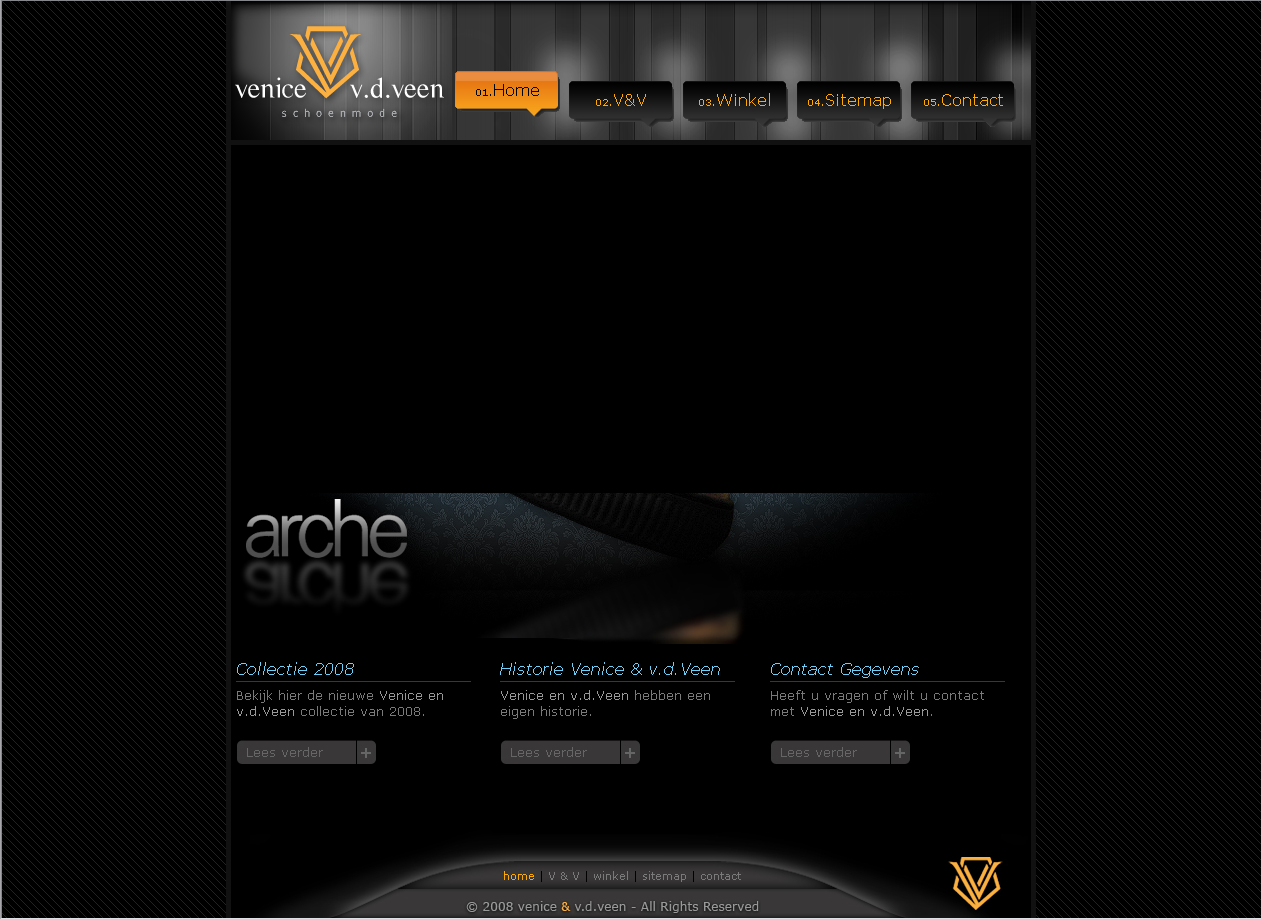 venice v.d.veen
schoenmode
01.Home
02.V&V
03.Winkel
04.Sitemap
05.Contact
arche
Collectie 2008
Bekijk hier de nieuwe Venice en
v.d.Veen collectie van 2008.
Lees verder +
Historie Venice & v.d.Veen
Venice en v.d.Veen hebben een
eigen historie.
Lees verder +
Contact Gegevens
Heeft u vragen of wilt u contact
met Venice en v.d.Veen.
Lees verder +
home | V & V | winkel | sitemap | contact
© 2008 venice & v.d.veen - All Rights Reserved